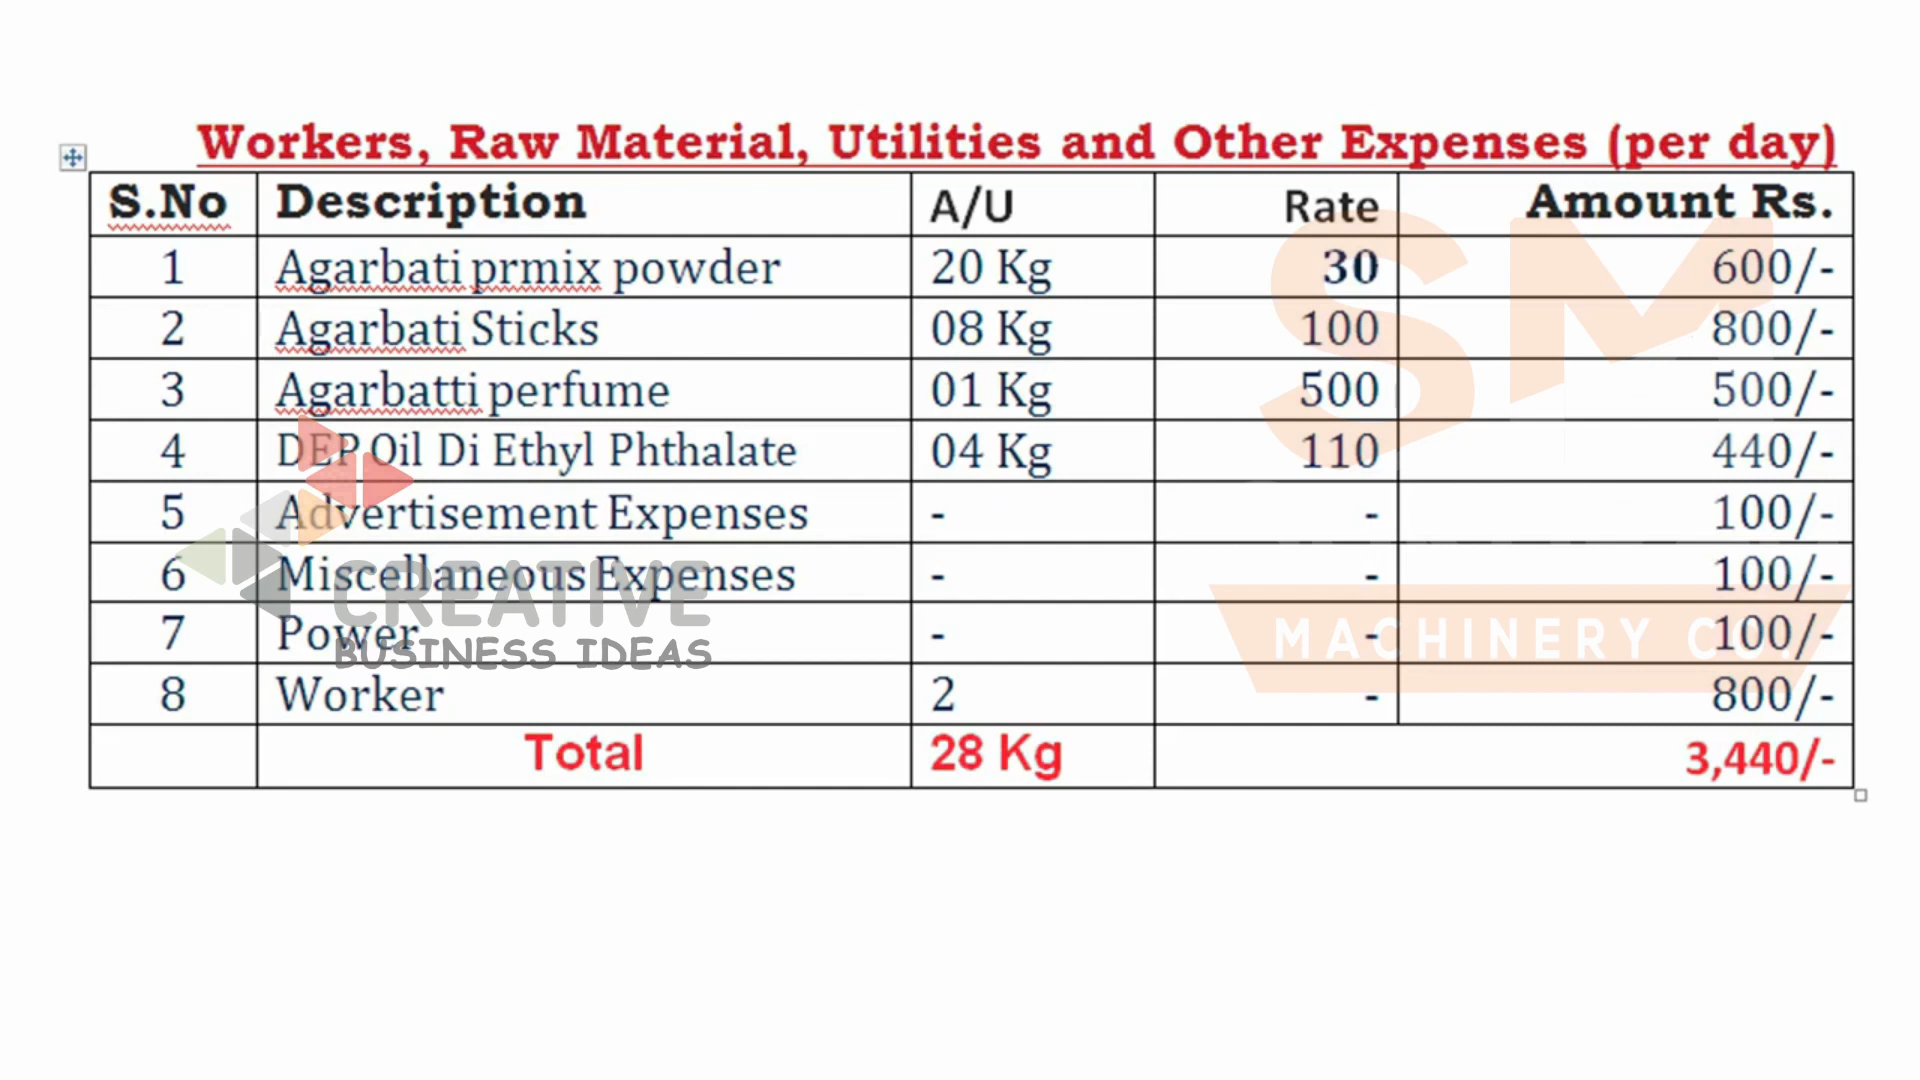 Workers, Raw Material, Utilities and Other Expenses (per day)
S.No Description A/U Rate Amount Rs.
1 Agarbati prmix powder 20 Kg 30 600/-
2 Agarbati Sticks 08 Kg 100 800/-
3 Agarbatti perfume 01 Kg 500 500/-
4 DEP Oil Di Ethyl Phthalate 04 Kg 110 440/-
5 Advertisement Expenses - - 100/-
6 Miscellaneous Expenses - - 100/-
7 Power - - 100/-
8 Worker 2 - 800/-
Total 28 Kg 3,440/-
SM
MACHINERY CO.
CREATIVE
BUSINESS IDEAS